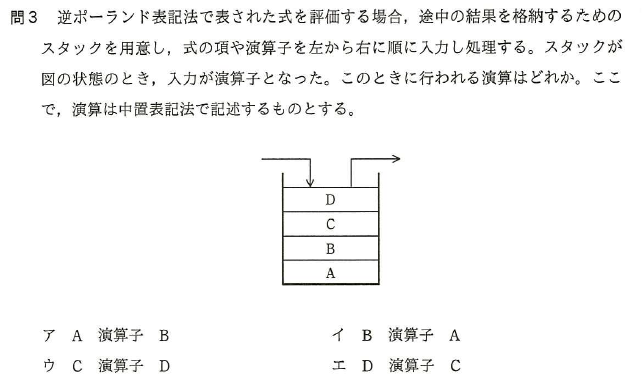 問3 逆ポーランド表記法で表された式を評価する場合，途中の結果を格納するための
スタックを用意し，式の項や演算子を左から右に順に入力し処理する。スタックが
図の状態のとき，入力が演算子となった。このときに行われる演算はどれか。ここ
で，演算は中置表記法で記述するものとする。
D
C
B
A
ア A 演算子 B イ B 演算子 A
ウ C 演算子 D エ D 演算子 C